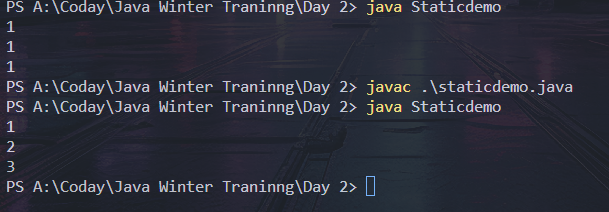 PS A:\Coday\Java Winter Traninng\Day 2> java Staticdemo
1
1
1
PS A:\Coday\Java Winter Traninng\Day 2> javac .\staticdemo.java
PS A:\Coday\Java Winter Traninng\Day 2> java Staticdemo
1
2
3
PS A:\Coday\Java Winter Traninng\Day 2>